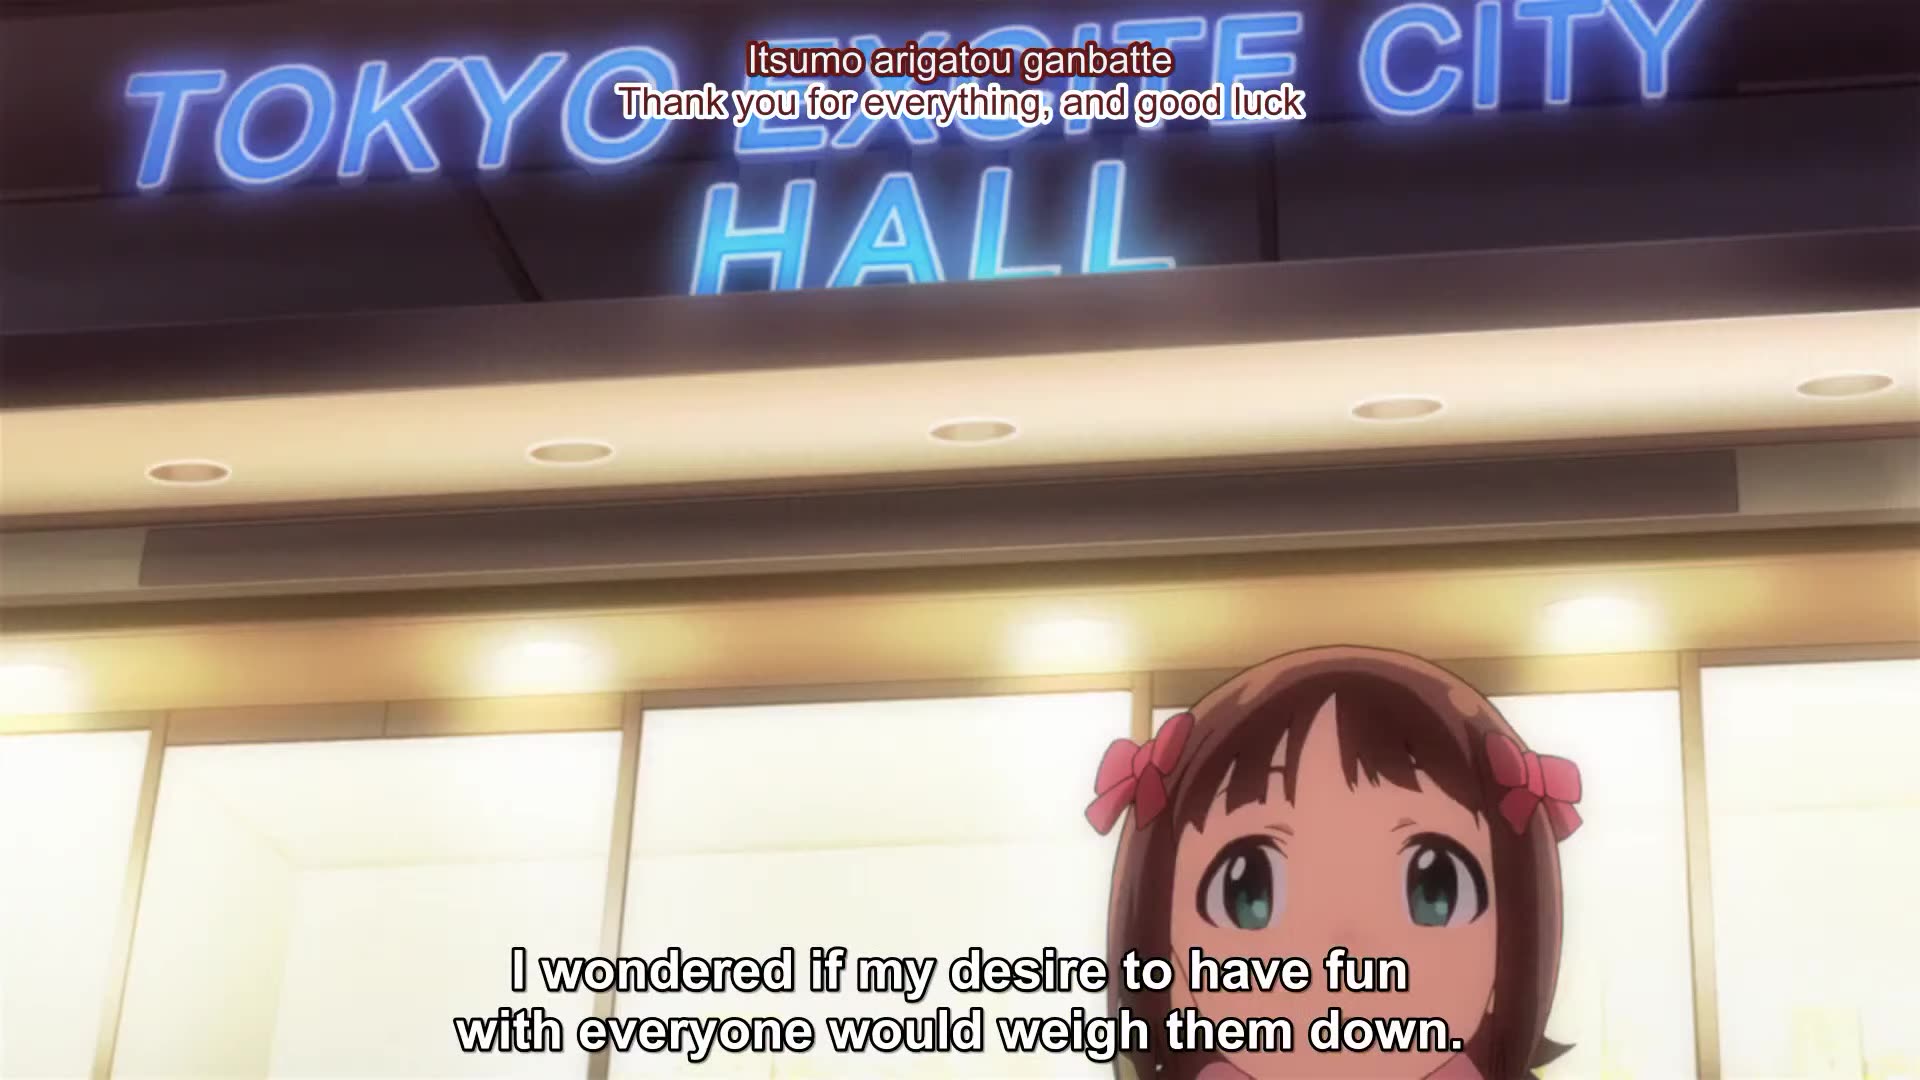 Itsumo arigatou ganbatte
Thank you for everything, and good luck
TOKYO EXCITE CITY
HALL
I wondered if my desire to have fun
with everyone would weigh them down.